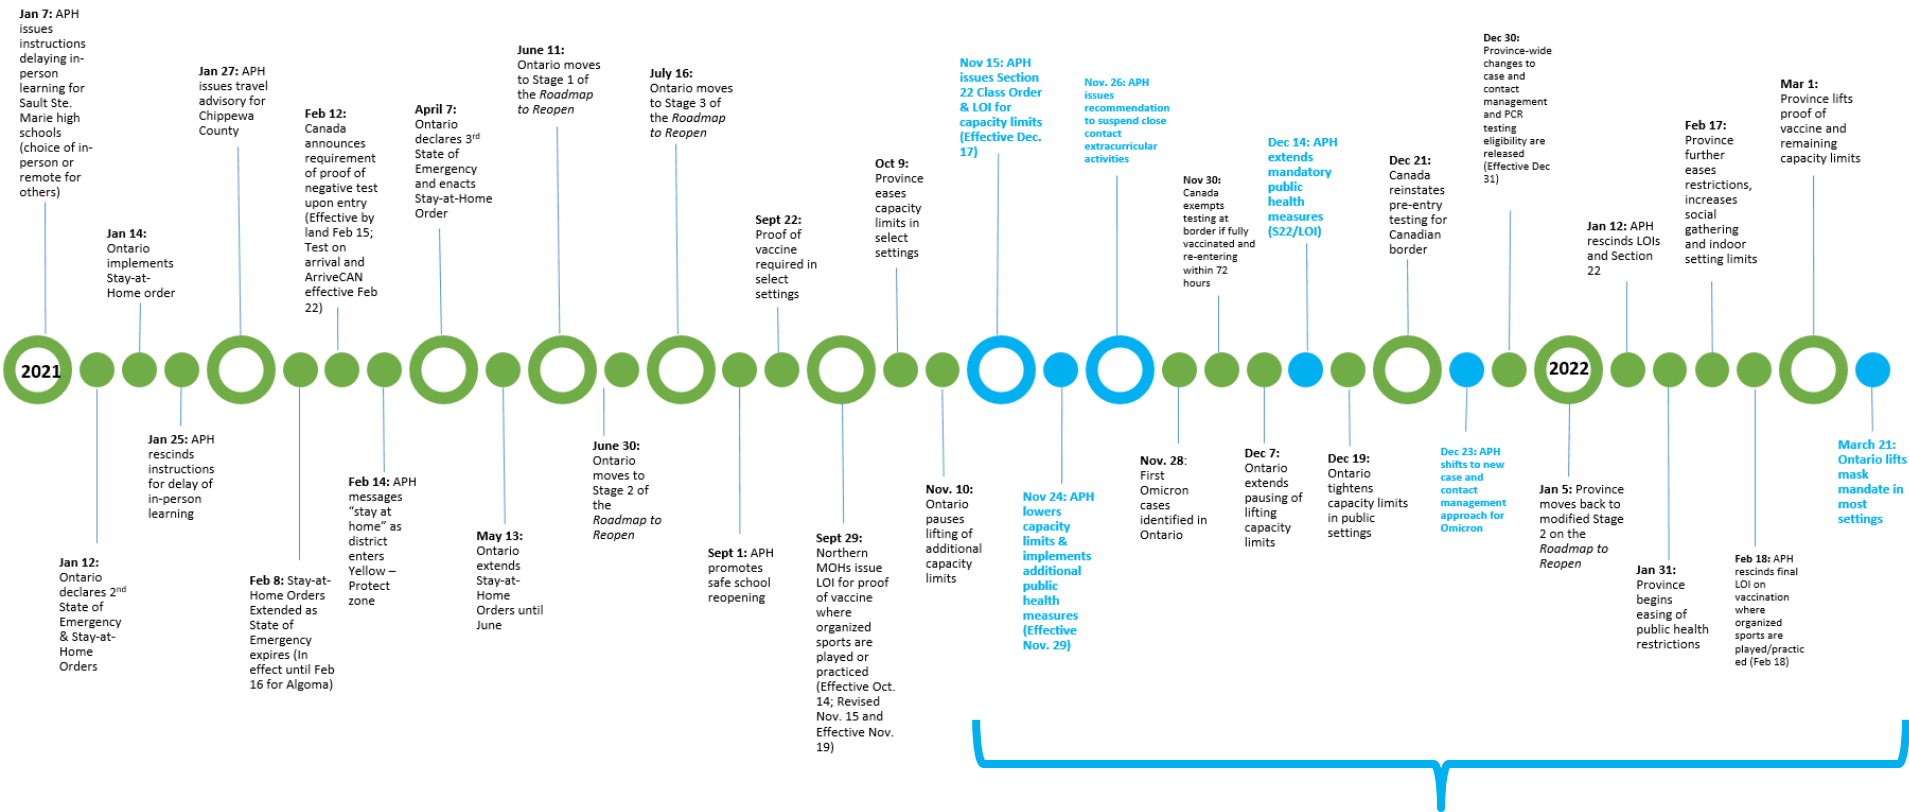 Jan 7: APH
issues
instructions
delaying in-
person
learning for
Sault Ste.
Marie high
schools
(choice of in-
person or
remote for
others)
2021
Jan 12:
Ontario
declares 2nd
State of
Emergency
& Stay-at-
Home
Orders
Jan 14:
Ontario
implements
Stay-at-
Home order
Jan 25: APH
rescinds
instructions
for delay of
in-person
learning
Jan 27: APH
issues travel
advisory for
Chippewa
County
Feb 8: Stay-at-
Home Orders
Extended as
State of
Emergency
expires (In
effect until Feb
16 for Algoma)
Feb 12:
Canada
announces
requirement
of proof of
negative test
upon entry
(Effective by
land Feb 15;
Test on
arrival and
ArriveCAN
effective Feb
22)
Feb 14: APH
messages
“stay at
home” as
district
enters
Yellow –
Protect
zone
April 7:
Ontario
declares 3rd
State of
Emergency
and enacts
Stay-at-Home
Order
May 13:
Ontario
extends
Stay-at-
Home
Orders until
June
June 11:
Ontario moves
to Stage 1 of
the Roadmap
to Reopen
June 30:
Ontario
moves to
Stage 2 of
the
Roadmap to
Reopen
July 16:
Ontario moves
to Stage 3 of
the Roadmap
to Reopen
Sept 1: APH
promotes
safe school
reopening
Sept 22:
Proof of
vaccine
required in
select
settings
Sept 29:
Northern
MOHs issue
LOI for proof
of vaccine
where
organized
sports are
played or
practiced
(Effective Oct.
14; Revised
Nov. 15 and
Effective Nov.
19)
Oct 9:
Province
eases
capacity
limits in
select
settings
Nov. 10:
Ontario
pauses
lifting of
additional
capacity
limits
Nov 15: APH
issues Section
22 Class Order
& LOI for
capacity limits
(Effective Dec.
17)
Nov 24: APH
lowers
capacity
limits &
implements
additional
public
health
measures
(Effective
Nov. 29)
Nov. 26: APH
issues
recommendation
to suspend close
contact
extracurricular
activities
Nov. 28:
First
Omicron
cases
identified in
Ontario
Nov 30:
Canada
exempts
testing at
border if fully
vaccinated and
re-entering
within 72
hours
Dec 7:
Ontario
extends
pausing of
lifting
capacity
limits
Dec 14: APH
extends
mandatory
public
health
measures
(S22/LOI)
Dec 19:
Ontario
tightens
capacity limits
in public
settings
Dec 21:
Canada
reinstates
pre-entry
testing for
Canadian
border
Dec 23: APH
shifts to new
case and
contact
management
approach for
Omicron
Dec 30:
Province-wide
changes to
case and
contact
management
and PCR
testing
eligibility are
released
(Effective Dec
31)
2022
Jan 5: Province
moves back to
modified Stage
2 on the
Roadmap to
Reopen
Jan 12: APH
rescinds LOIs
and Section
22
Jan 31:
Province
begins
easing of
public health
restrictions
Feb 17:
Province
further
eases
restrictions,
increases
social
gathering
and indoor
setting limits
Feb 18: APH
rescinds final
LOI on
vaccination
where
organized
sports are
played/practic
ed (Feb 18)
Mar 1:
Province lifts
proof of
vaccine and
remaining
capacity limits
March 21:
Ontario lifts
mask
mandate in
most
settings